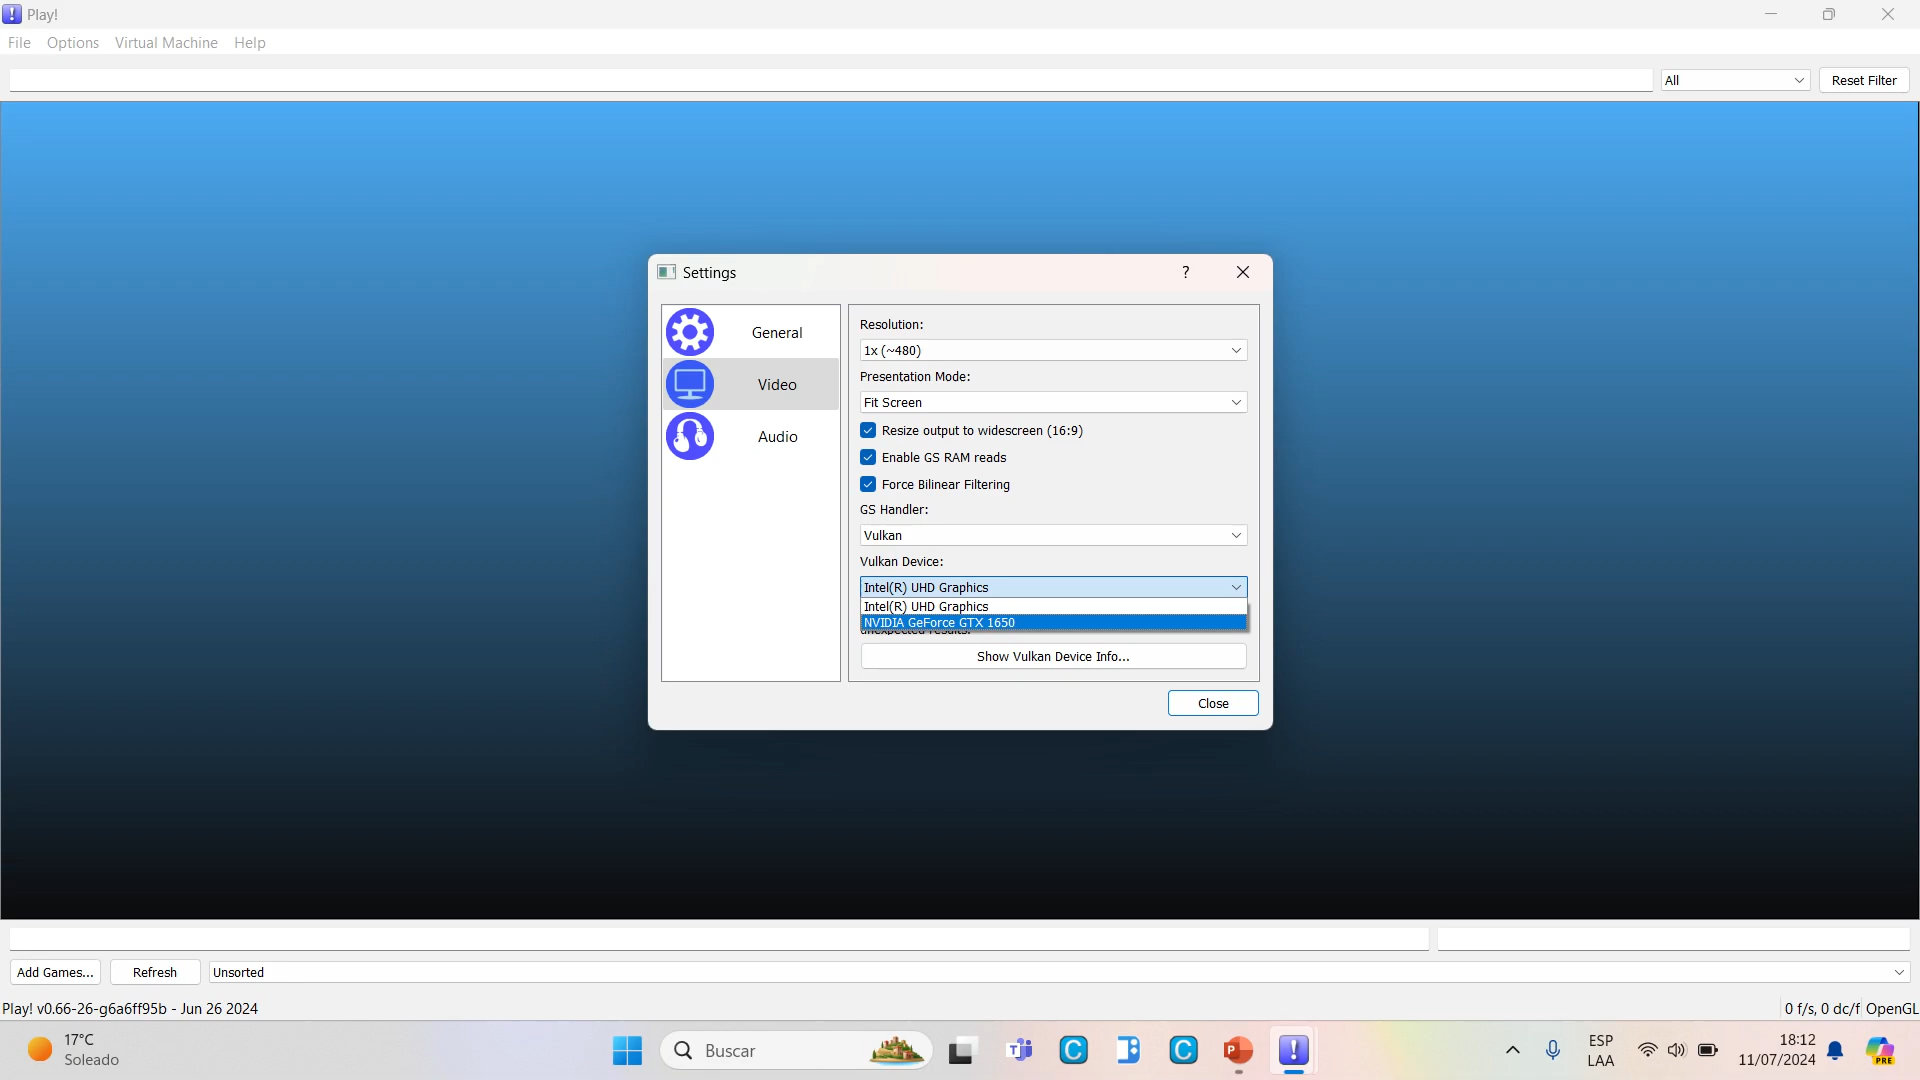 Play!
File Options Virtual Machine Help
All
Reset Filter
Settings
?
General
Video
Audio
Resolution:
1x (~480)
Presentation Mode:
Fit Screen
Resize output to widescreen (16:9)
Enable GS RAM reads
Force Bilinear Filtering
GS Handler:
Vulkan
Vulkan Device:
Intel(R) UHD Graphics
Intel(R) UHD Graphics
NVIDIA GeForce GTX 1650
unexpected results.
Show Vulkan Device Info...
Close
Add Games...
Refresh
Unsorted
Play! v0.66-26-g6a6ff95b - Jun 26 2024
0 f/s, 0 dc/f OpenGL
17°C
Soleado
Buscar
ESP
LAA
18:12
11/07/2024
PRE